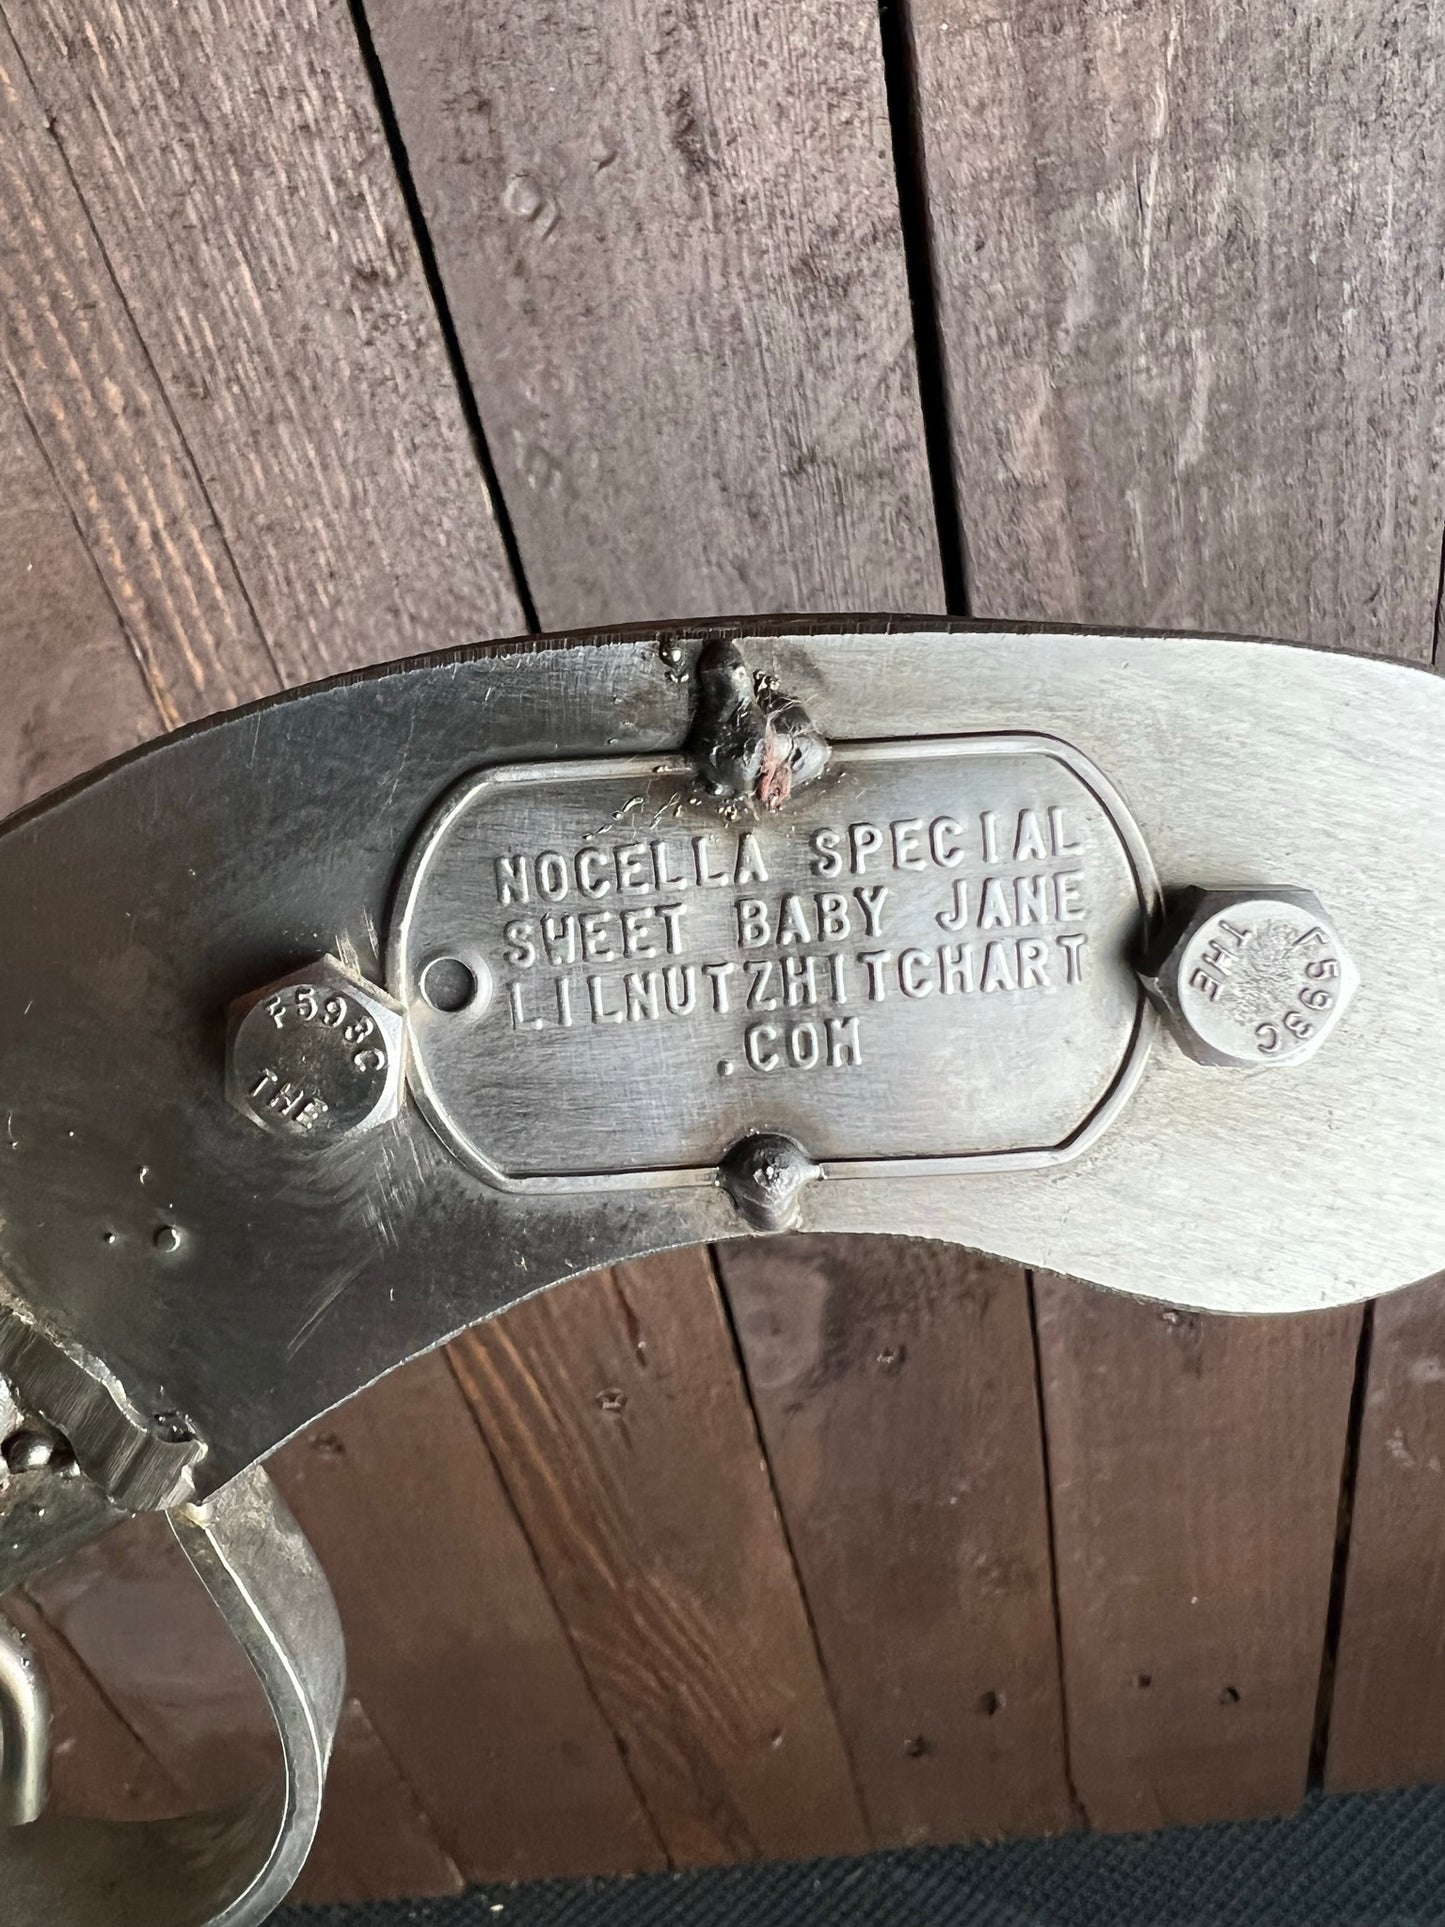 NOCELLA SPECIAL
SWEET BABY JANE
LILNUTZHITCHART
.COM
F593C
THE
F593C
THE